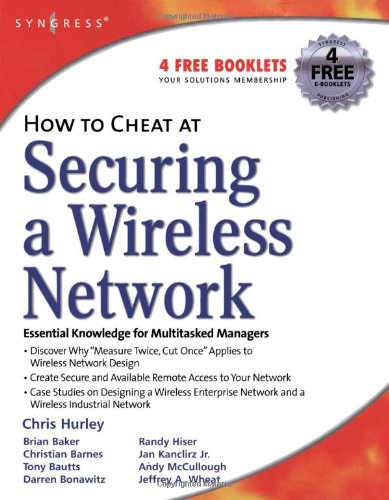 SYNGRESS®
4 FREE BOOKLETS
YOUR SOLUTIONS MEMBERSHIP
SYNGRESS
4
FREE
E-BOOKLETS
HOW TO CHEAT AT
Securing
a Wireless
Network
Essential Knowledge for Multitasked Managers
• Discover Why "Measure Twice, Cut Once" Applies to
Wireless Network Design
• Create Secure and Available Remote Access to Your Network
• Case Studies on Designing a Wireless Enterprise Network and a
Wireless Industrial Network
Chris Hurley
Brian Baker
Christian Barnes
Tony Bautts
Darren Bonawitz
Randy Hiser
Jan Kanclirz Jr.
Andy McCullough
Jeffrey A. Wheat